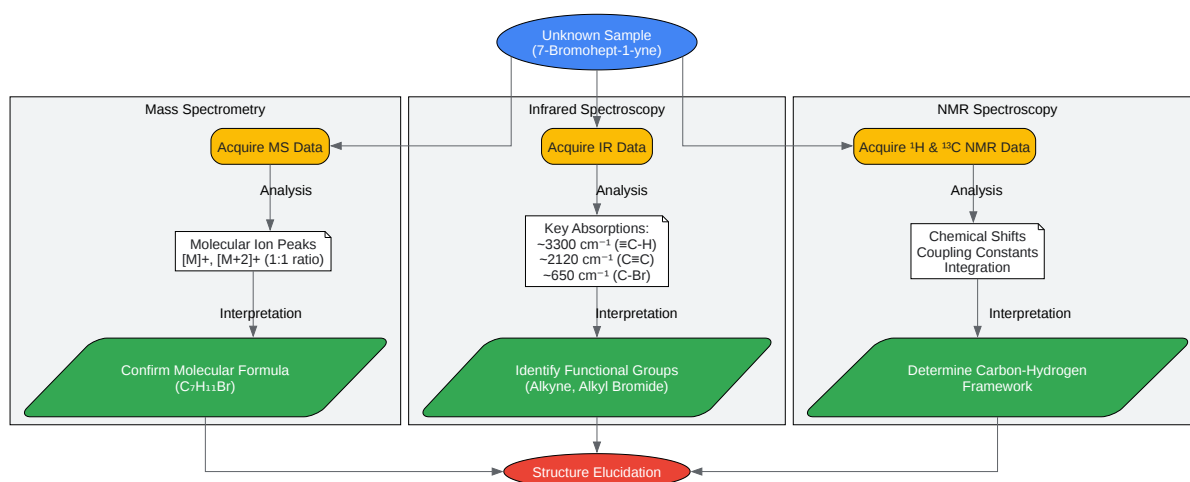 Unknown Sample
(7-Bromohept-1-yne)
Mass Spectrometry
Acquire MS Data
Analysis
Molecular Ion Peaks
[M]+, [M+2]+ (1:1 ratio)
Interpretation
Confirm Molecular Formula
(C₇H₁₁Br)
Infrared Spectroscopy
Acquire IR Data
Analysis
Key Absorptions:
~3300 cm⁻¹ (≡C-H)
~2120 cm⁻¹ (C≡C)
~650 cm⁻¹ (C-Br)
Interpretation
Identify Functional Groups
(Alkyne, Alkyl Bromide)
NMR Spectroscopy
Acquire ¹H & ¹³C NMR Data
Analysis
Chemical Shifts
Coupling Constants
Integration
Interpretation
Determine Carbon-Hydrogen
Framework
Structure Elucidation